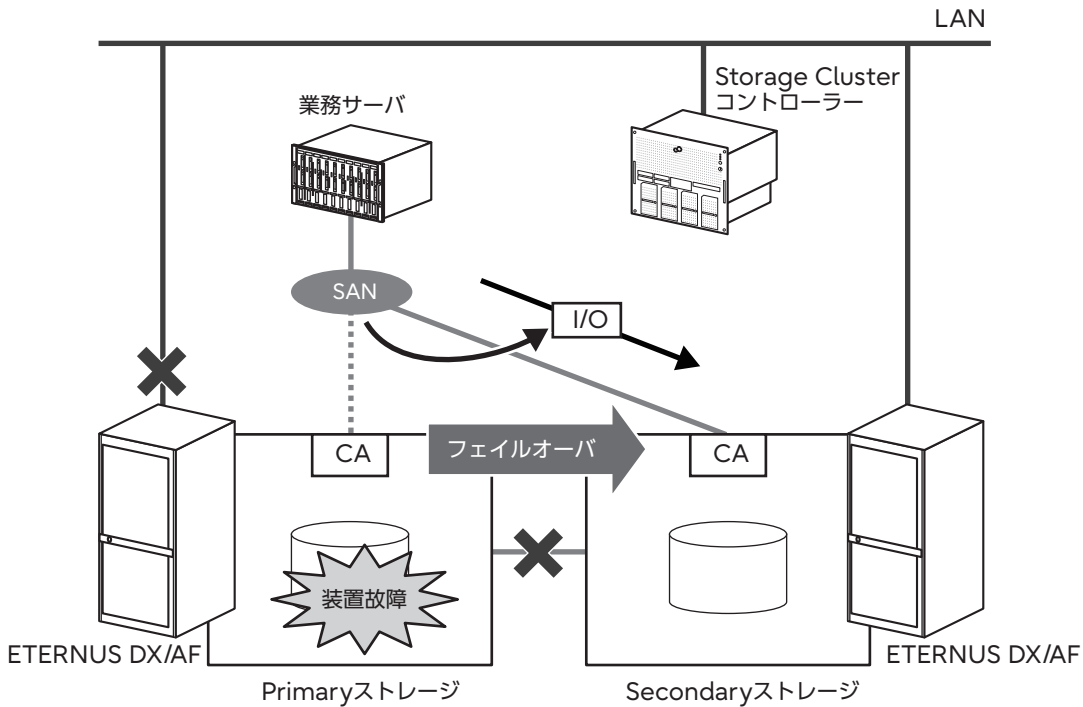 LAN
Storage Cluster
コントローラー
業務サーバ
SAN
I/O
CA
フェイルオーバ
CA
装置故障
ETERNUS DX/AF
ETERNUS DX/AF
Primaryストレージ
Secondaryストレージ